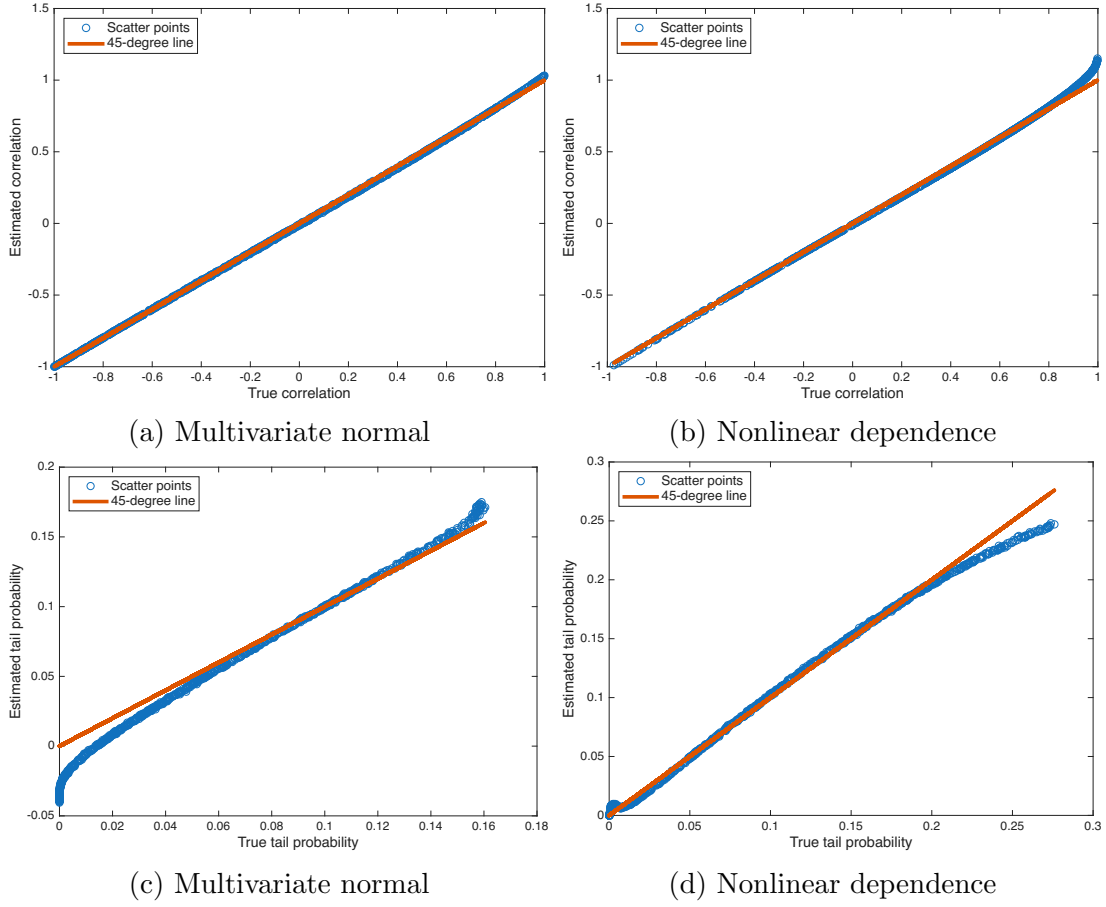 1.5
1
0.5
0
-0.5
-1
Estimated correlation
Scatter points
45-degree line
-1 -0.8 -0.6 -0.4 -0.2 0 0.2 0.4 0.6 0.8 1
True correlation
(a) Multivariate normal
1.5
1
0.5
0
-0.5
-1
Estimated correlation
Scatter points
45-degree line
-1 -0.8 -0.6 -0.4 -0.2 0 0.2 0.4 0.6 0.8 1
True correlation
(b) Nonlinear dependence
0.2
0.15
0.1
0.05
0
-0.05
Estimated tail probability
Scatter points
45-degree line
0 0.02 0.04 0.06 0.08 0.1 0.12 0.14 0.16 0.18
True tail probability
(c) Multivariate normal
0.3
0.25
0.2
0.15
0.1
0.05
0
Estimated tail probability
Scatter points
45-degree line
0 0.05 0.1 0.15 0.2 0.25 0.3
True tail probability
(d) Nonlinear dependence